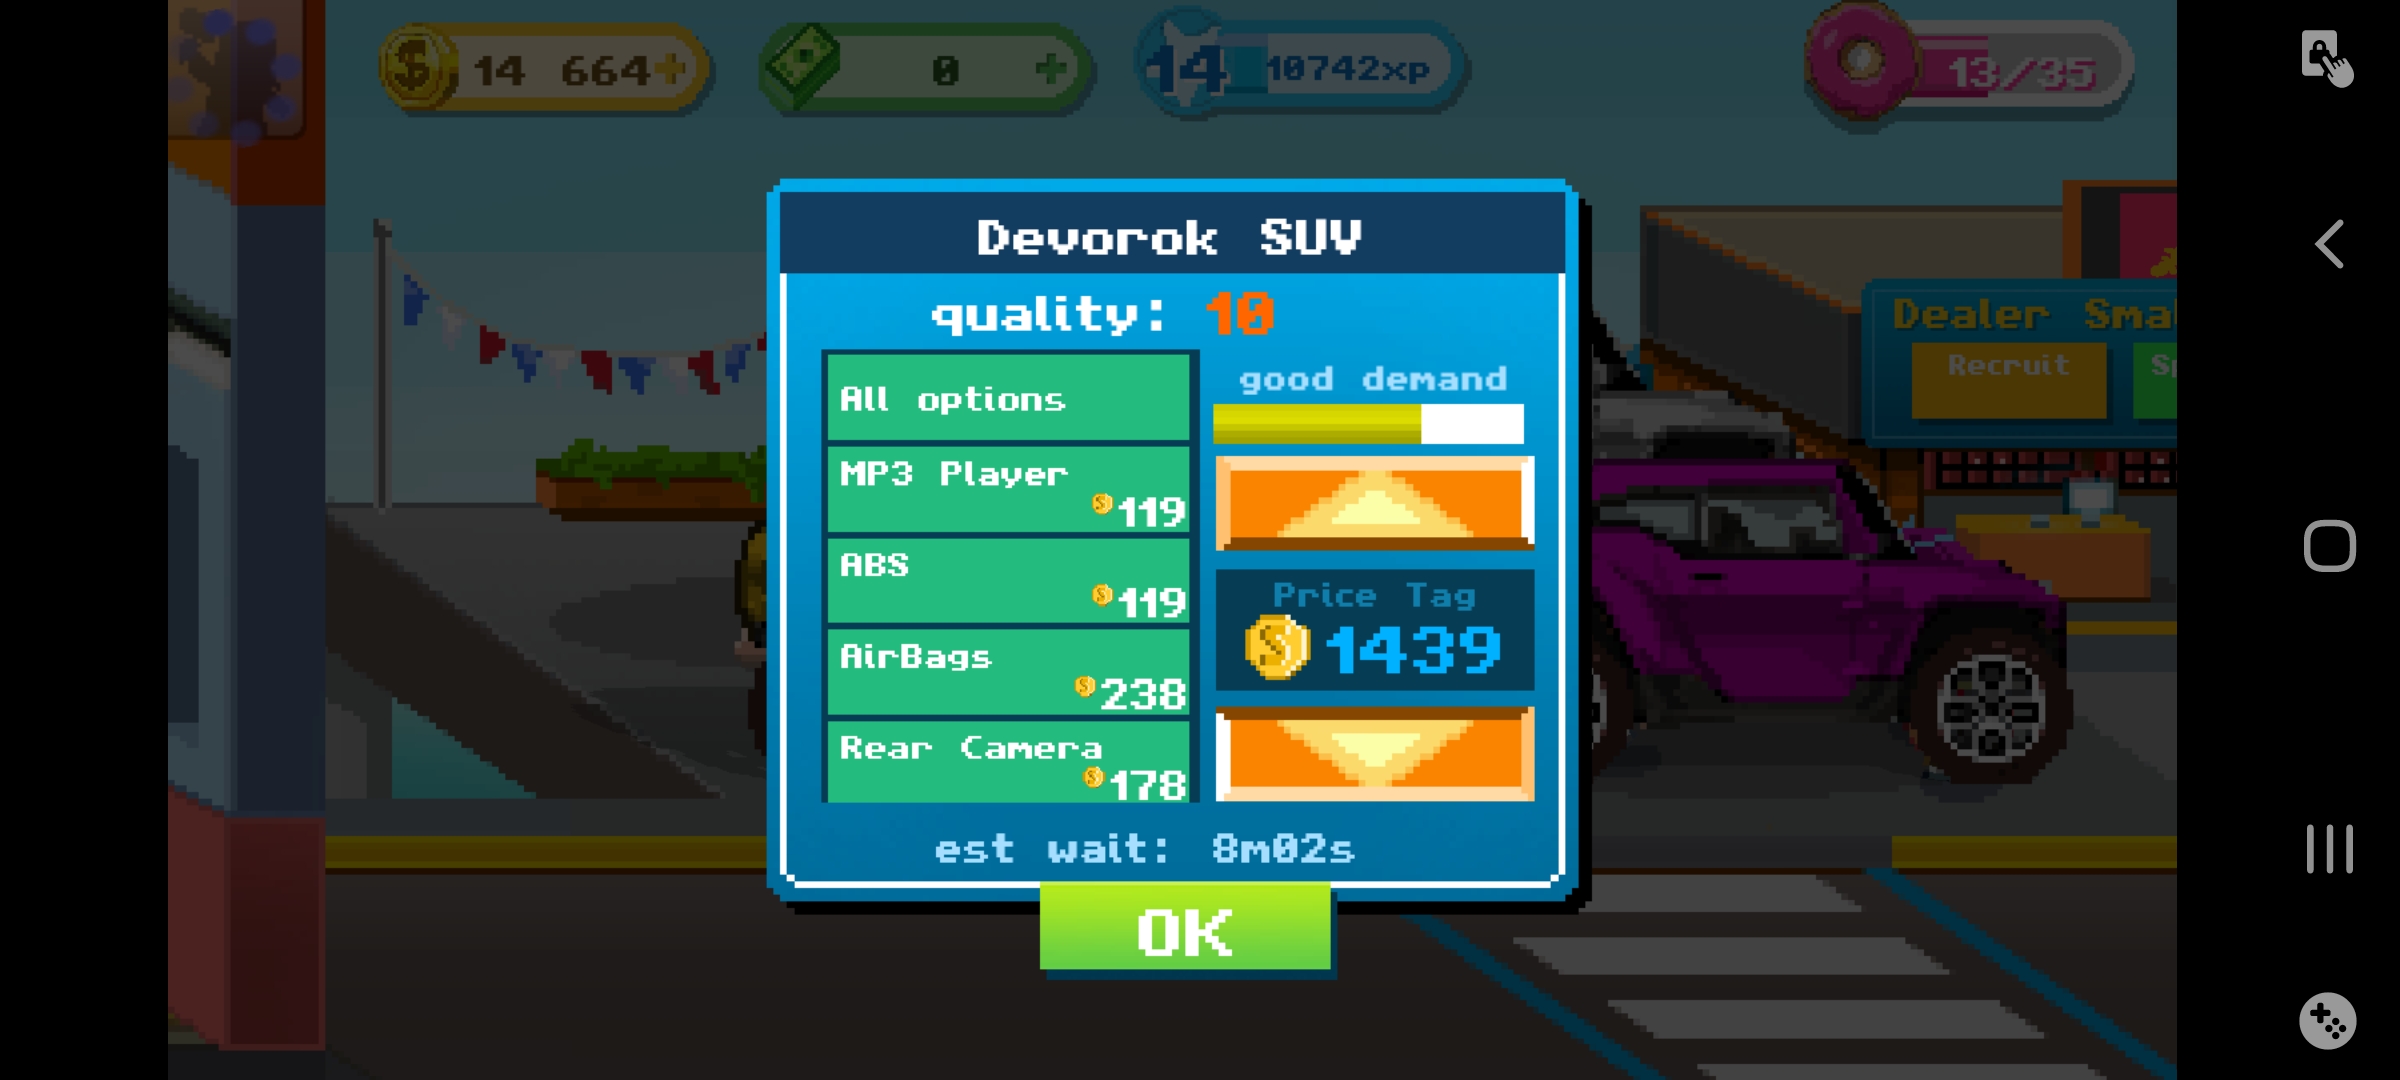 14 664+
0 +
14 10742xp
13/35
Devorok SUV
quality: 10
All options
MP3 Player
119
ABS
119
AirBags
238
Rear Camera
178
good demand
Price Tag
1439
est wait: 8m02s
OK
Dealer
Recruit